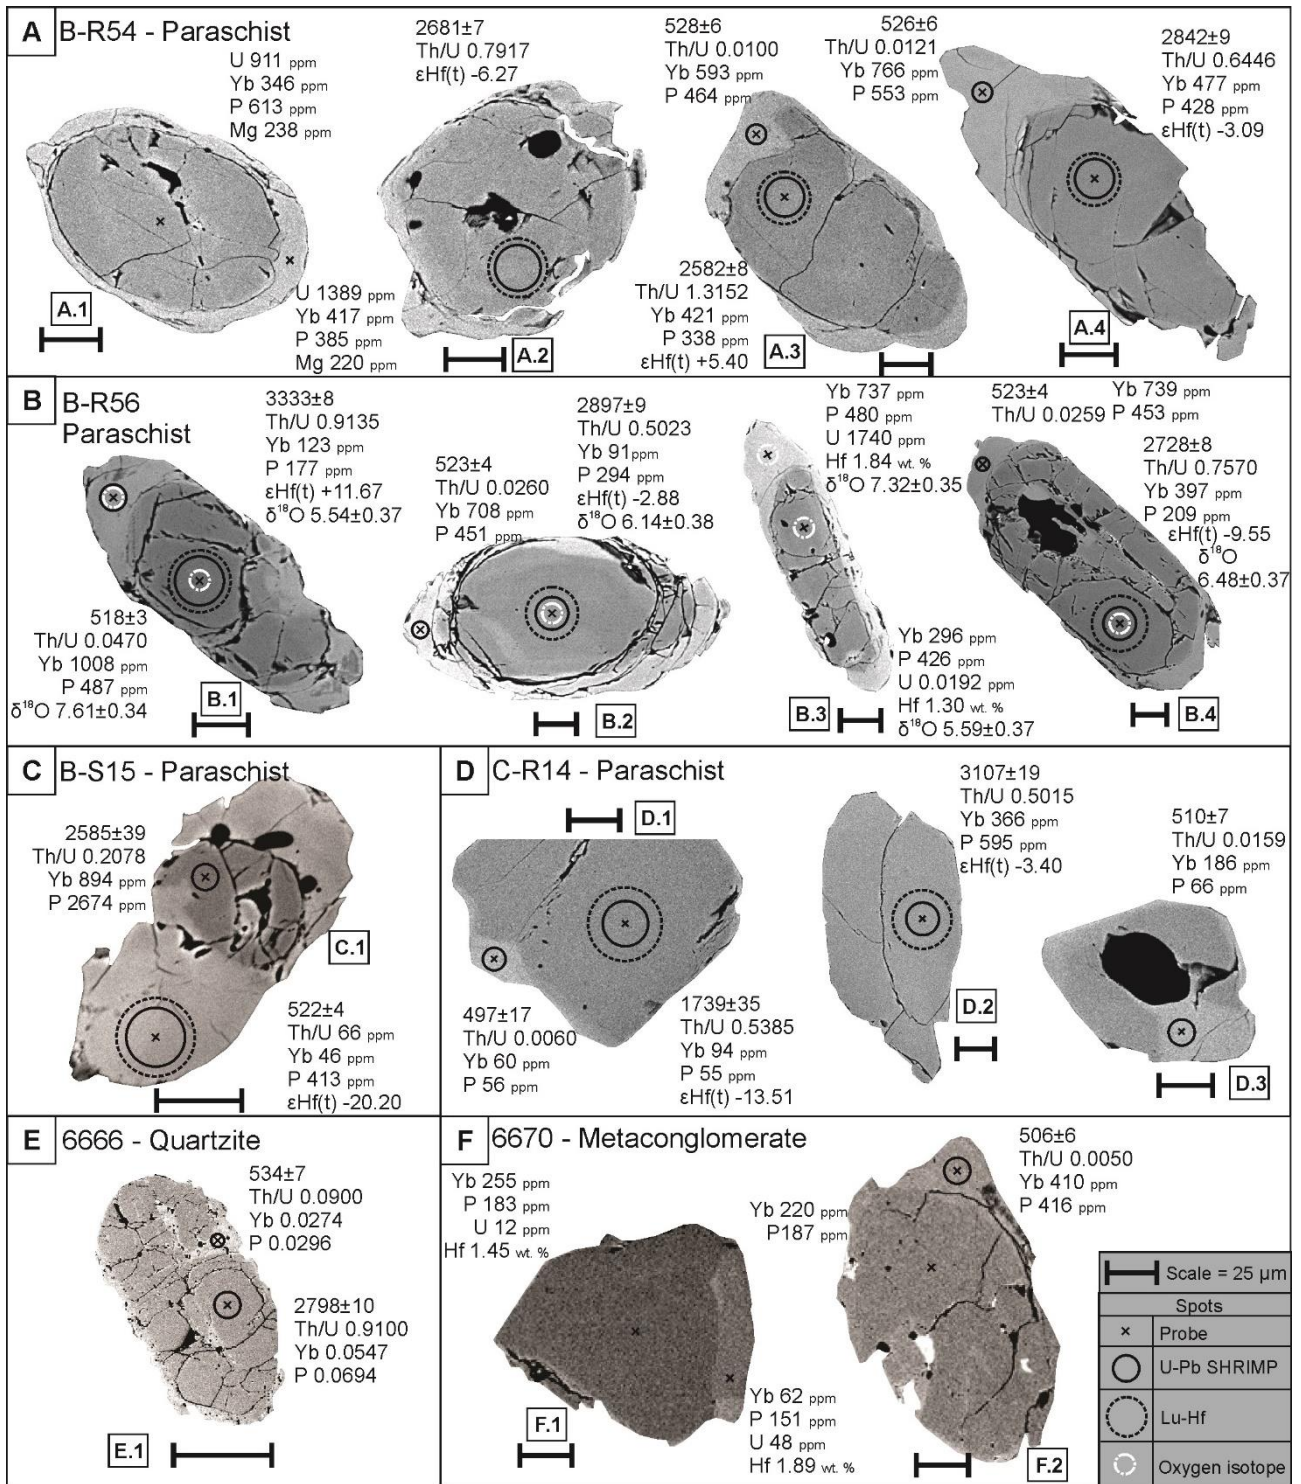 A B-R54 - Paraschist
U 911 ppm
Yb 346 ppm
P 613 ppm
Mg 238 ppm
U 1389 ppm
Yb 417 ppm
P 385 ppm
Mg 220 ppm
A.1
2681±7
Th/U 0.7917
εHf(t) -6.27
A.2
528±6
Th/U 0.0100
Yb 593 ppm
P 464 ppm
2582±8
Th/U 1.3152
Yb 421 ppm
P 338 ppm
εHf(t) +5.40
A.3
526±6
Th/U 0.0121
Yb 766 ppm
P 553 ppm
2842±9
Th/U 0.6446
Yb 477 ppm
P 428 ppm
εHf(t) -3.09
A.4
B B-R56
Paraschist
3333±8
Th/U 0.9135
Yb 123 ppm
P 177 ppm
εHf(t) +11.67
δ¹⁸O 5.54±0.37
518±3
Th/U 0.0470
Yb 1008 ppm
P 487 ppm
δ¹⁸O 7.61±0.34
B.1
523±4
Th/U 0.0260
Yb 708 ppm
P 451 ppm
2897±9
Th/U 0.5023
Yb 91 ppm
P 294 ppm
εHf(t) -2.88
δ¹⁸O 6.14±0.38
B.2
Yb 737 ppm
P 480 ppm
U 1740 ppm
Hf 1.84 wt. %
δ¹⁸O 7.32±0.35
Yb 296 ppm
P 426 ppm
U 0.0192 ppm
Hf 1.30 wt. %
δ¹⁸O 5.59±0.37
B.3
523±4
Th/U 0.0259
Yb 739 ppm
P 453 ppm
2728±8
Th/U 0.7570
Yb 397 ppm
P 209 ppm
εHf(t) -9.55
δ¹⁸O
6.48±0.37
B.4
C B-S15 - Paraschist
2585±39
Th/U 0.2078
Yb 894 ppm
P 2674 ppm
C.1
522±4
Th/U 66 ppm
Yb 46 ppm
P 413 ppm
εHf(t) -20.20
D C-R14 - Paraschist
D.1
497±17
Th/U 0.0060
Yb 60 ppm
P 56 ppm
1739±35
Th/U 0.5385
Yb 94 ppm
P 55 ppm
εHf(t) -13.51
3107±19
Th/U 0.5015
Yb 366 ppm
P 595 ppm
εHf(t) -3.40
D.2
510±7
Th/U 0.0159
Yb 186 ppm
P 66 ppm
D.3
E 6666 - Quartzite
534±7
Th/U 0.0900
Yb 0.0274
P 0.0296
2798±10
Th/U 0.9100
Yb 0.0547
P 0.0694
E.1
F 6670 - Metaconglomerate
Yb 255 ppm
P 183 ppm
U 12 ppm
Hf 1.45 wt. %
F.1
Yb 62 ppm
P 151 ppm
U 48 ppm
Hf 1.89 wt. %
Yb 220 ppm
P187 ppm
506±6
Th/U 0.0050
Yb 410 ppm
P 416 ppm
F.2
Scale = 25 µm
Spots
Probe
U-Pb SHRIMP
Lu-Hf
Oxygen isotope